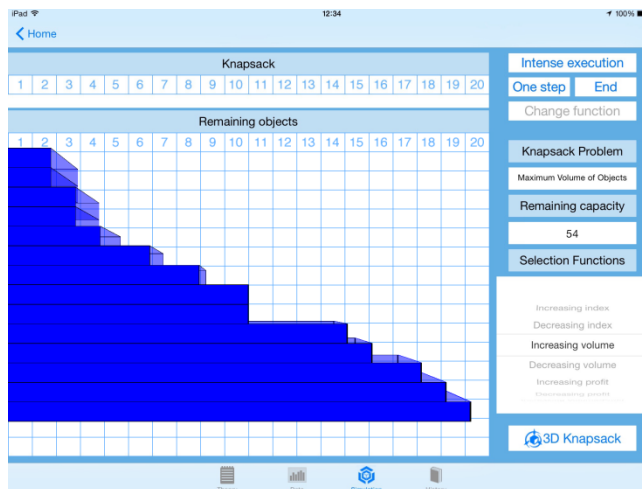 iPad 12:34 100%
Home
Knapsack
1 2 3 4 5 6 7 8 9 10 11 12 13 14 15 16 17 18 19 20
Remaining objects
1 2 3 4 5 6 7 8 9 10 11 12 13 14 15 16 17 18 19 20
Intense execution
One step End
Change function
Knapsack Problem
Maximum Volume of Objects
Remaining capacity
54
Selection Functions
Increasing index
Decreasing index
Increasing volume
Decreasing volume
Increasing profit
Decreasing profit
3D Knapsack